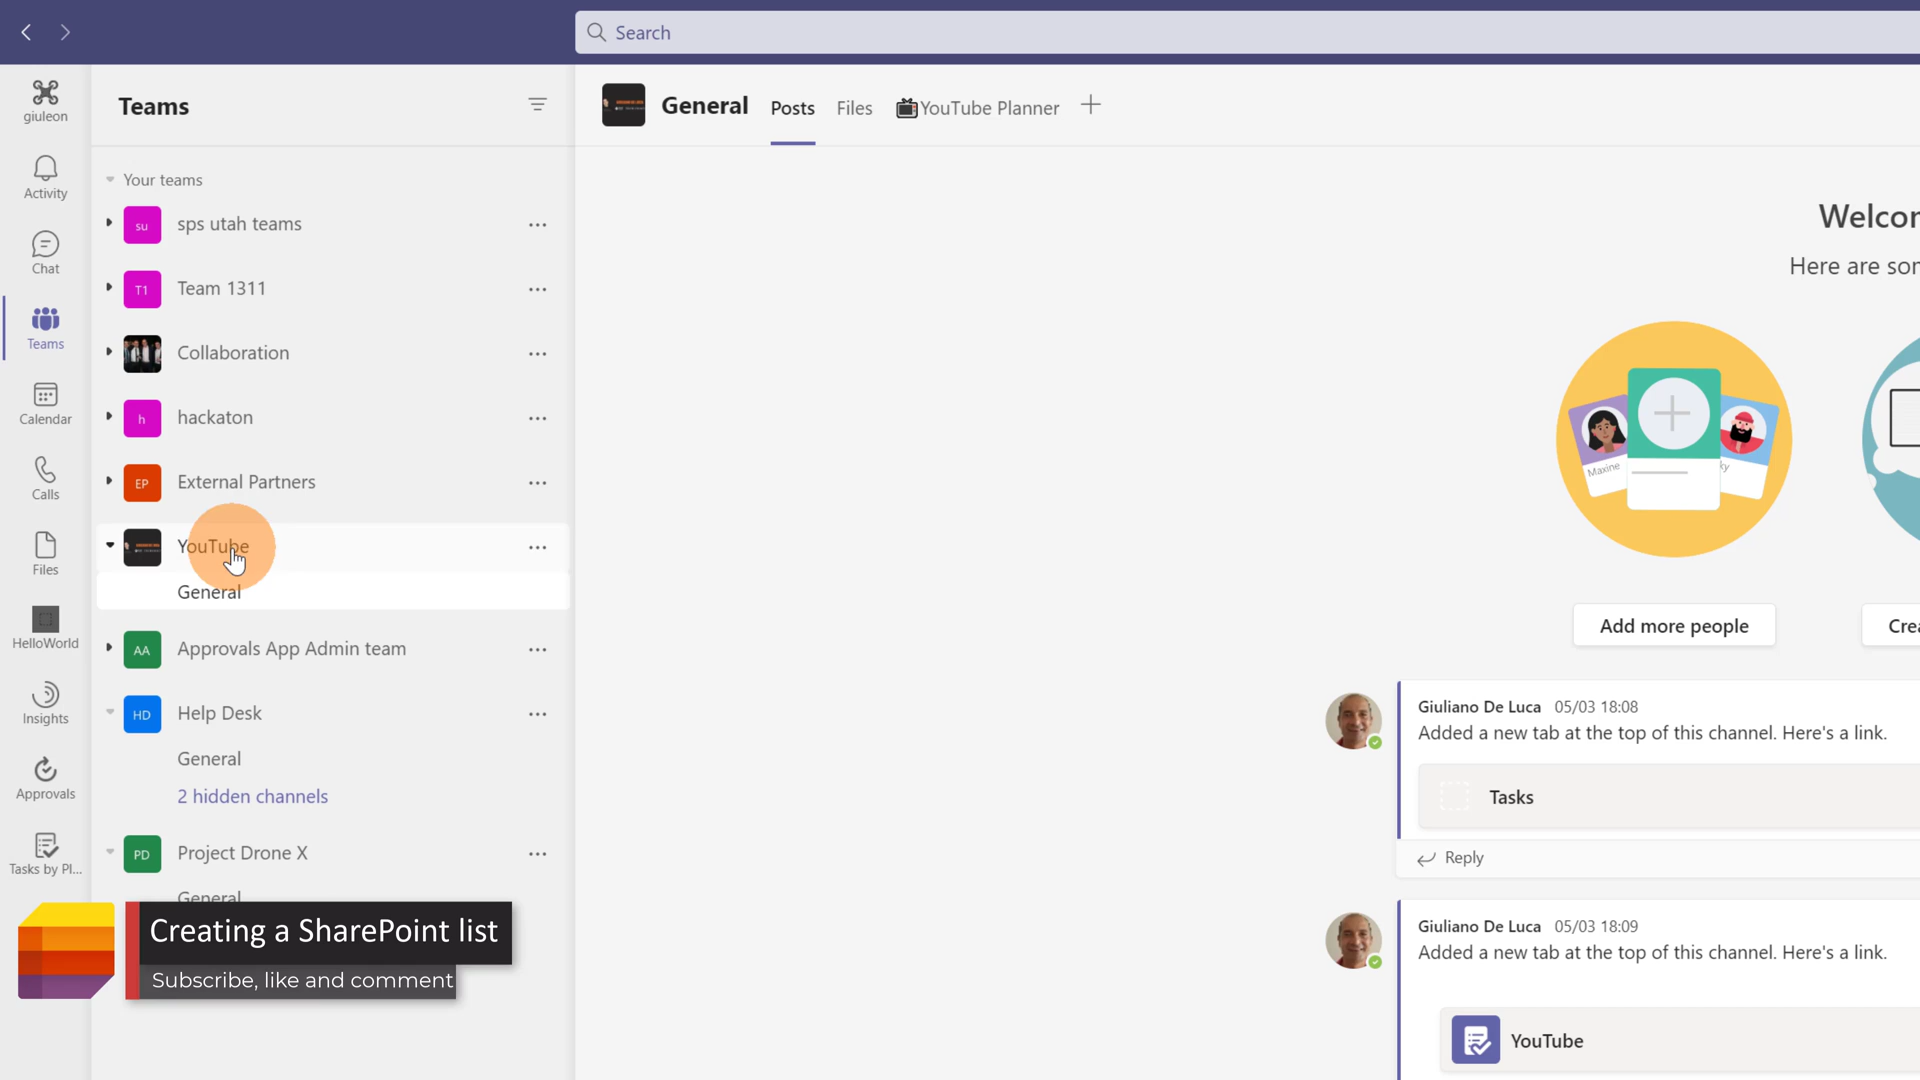 Search
giuleon
Activity
Chat
Teams
Calendar
Calls
Files
HelloWorld
Insights
Approvals
Tasks by Pl...
Teams
Your teams
su sps utah teams
T1 Team 1311
Collaboration
h hackaton
EP External Partners
YouTube
General
AA Approvals App Admin team
HD Help Desk
General
2 hidden channels
PD Project Drone X
General
Creating a SharePoint list
Subscribe, like and comment
General Posts Files YouTube Planner
Welcor
Here are son
Maxine
ky
Add more people
Crea
Giuliano De Luca 05/03 18:08
Added a new tab at the top of this channel. Here's a link.
Tasks
Reply
Giuliano De Luca 05/03 18:09
Added a new tab at the top of this channel. Here's a link.
YouTube